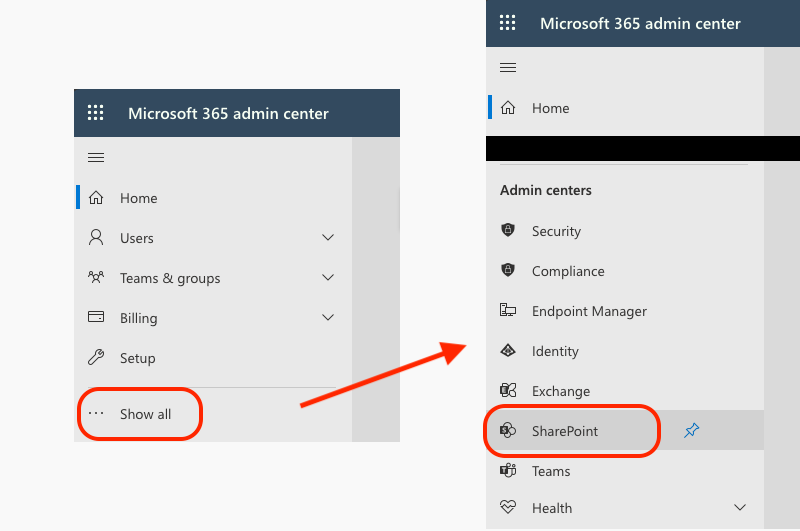 Microsoft 365 admin center
Home
Users
Teams & groups
Billing
Setup
Show all
Microsoft 365 admin center
Home
Admin centers
Security
Compliance
Endpoint Manager
Identity
Exchange
SharePoint
Teams
Health